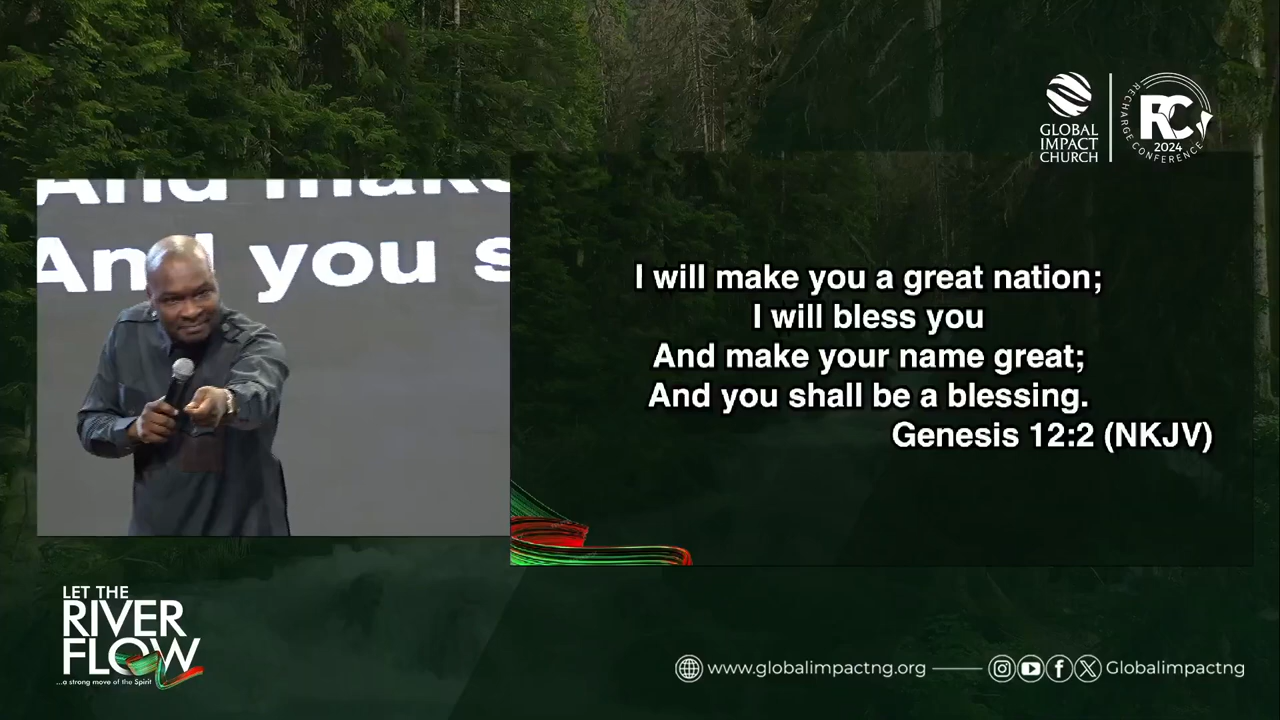 GLOBAL
IMPACT
CHURCH
RECHARGE CONFERENCE
RC
2024
And make
And you s
I will make you a great nation;
I will bless you
And make your name great;
And you shall be a blessing.
Genesis 12:2 (NKJV)
LET THE
RIVER
FLOW
...a strong move of the Spirit
www.globalimpactng.org
Globalimpactng